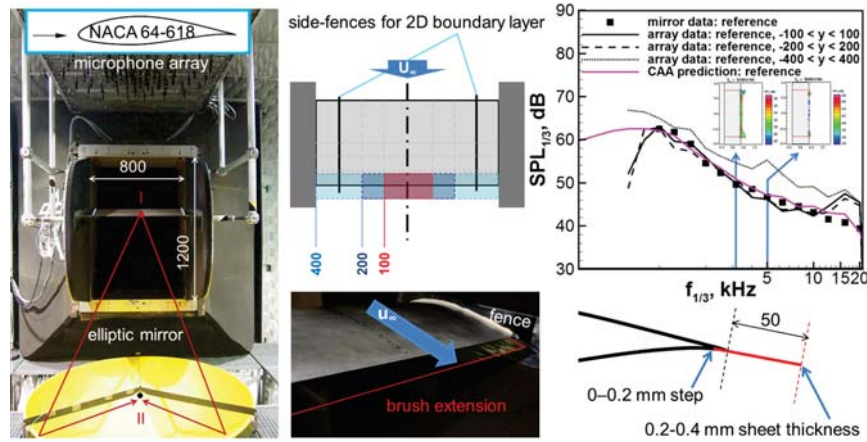 NACA 64-618
microphone array
800
I
1200
elliptic mirror
II
side-fences for 2D boundary layer
U∞
400
200
100
u∞
fence
brush extension
90
80
70
60
50
40
30
SPL1/3, dB
mirror data: reference
array data: reference, -100 < y < 100
array data: reference, -200 < y < 200
array data: reference, -400 < y < 400
CAA prediction: reference
5
10
15
20
f1/3, kHz
50
0–0.2 mm step
0.2-0.4 mm sheet thickness